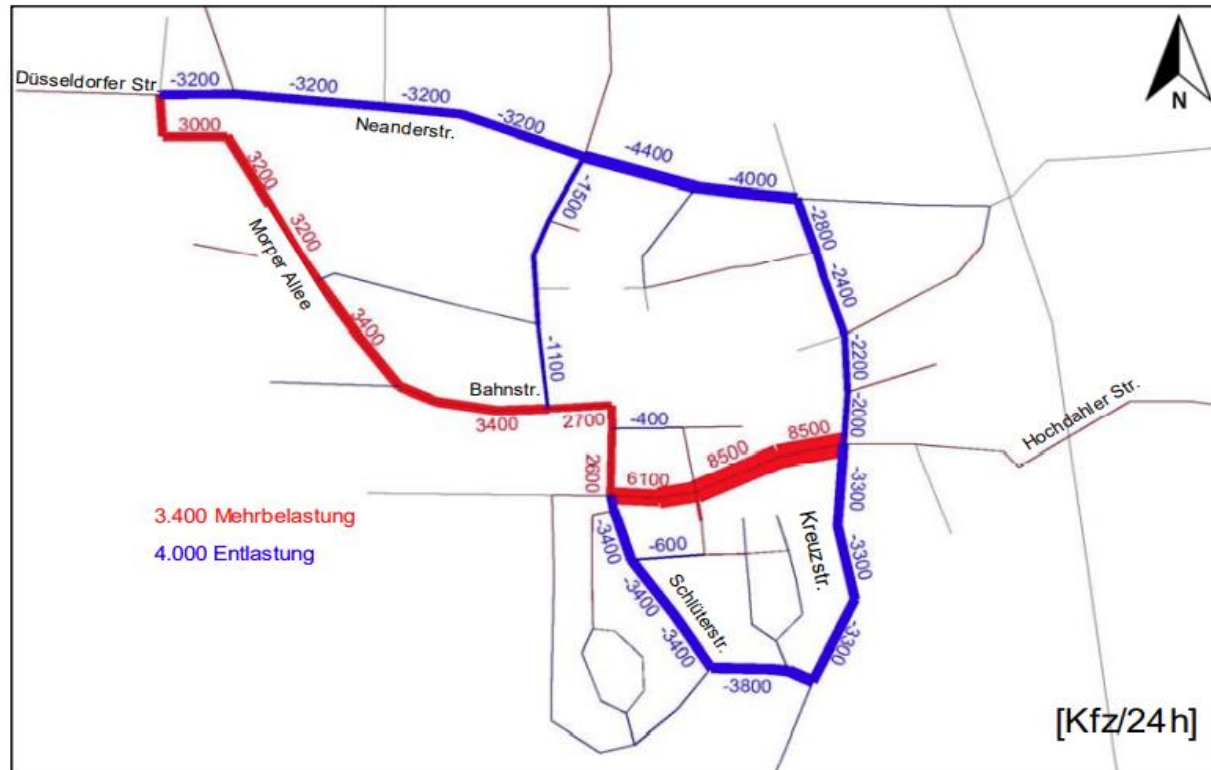 Düsseldorfer Str.
-3200
-3200
-3200
-3200
Neanderstr.
-4400
-4000
N
3000
3200
3200
Morper Allee
3400
-1500
-1100
-2800
-2400
-2200
-2000
Bahnstr.
3400
2700
-400
2600
6100
8500
8500
Hochdahler Str.
3.400 Mehrbelastung
4.000 Entlastung
-3400
-600
-3400
-3400
Schlüterstr.
Kreuzstr.
-3300
-3300
-3300
-3800
[Kfz/24h]